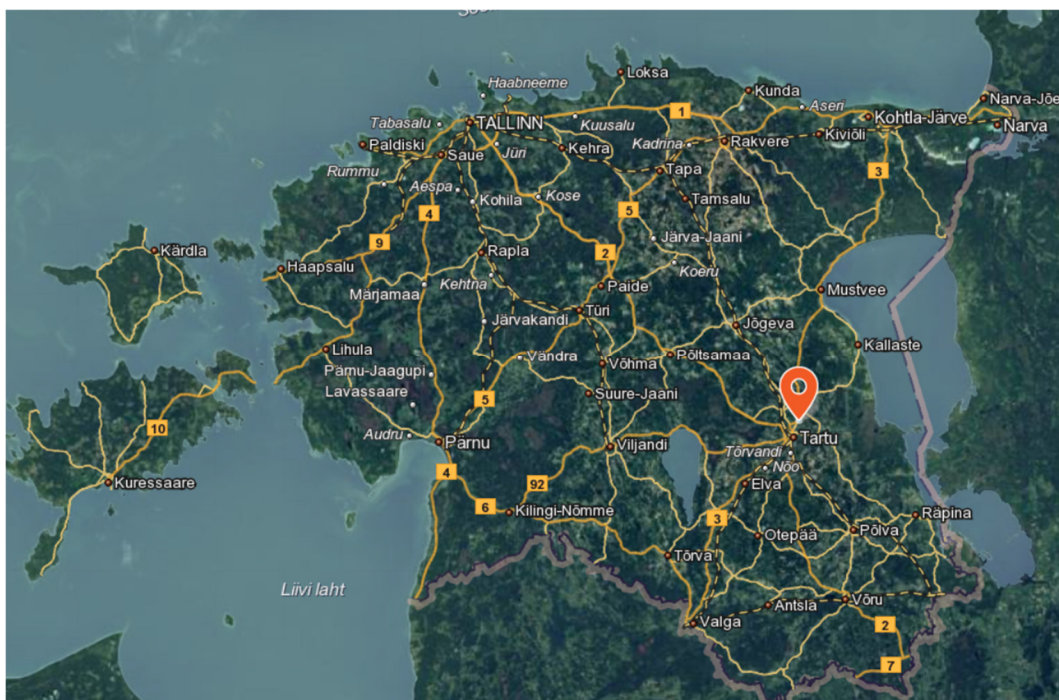 Soo
Haabneeme
Loksa
Kunda
Narva-Jõe
Tabasalu
TALLINN
Kuusalu
1
Aseri
Kohtla-Järve
Narva
Paldiski
Saue
Jüri
Kehra
Kadrina
Rakvere
Kiviõli
Rummu
Aespa
Kohila
Kose
Tapa
3
4
5
Tamsalu
9
Järva-Jaani
Kärdla
Rapla
2
Koeru
Haapsalu
Märjamaa
Kehtna
Paide
Mustvee
Türi
Järvakandi
Jõgeva
Lihula
Vändra
Võhma
Põltsamaa
Kallaste
Pärnu-Jaagupi
Lavassaare
5
Suure-Jaani
10
Audru
Pärnu
Viljandi
Tartu
Tõrvandi
Nõo
4
92
Elva
Kuressaare
6
Kilingi-Nõmme
3
Räpina
Otepää
Põlva
Tõrva
Liivi laht
Antsla
Võru
Valga
2
7